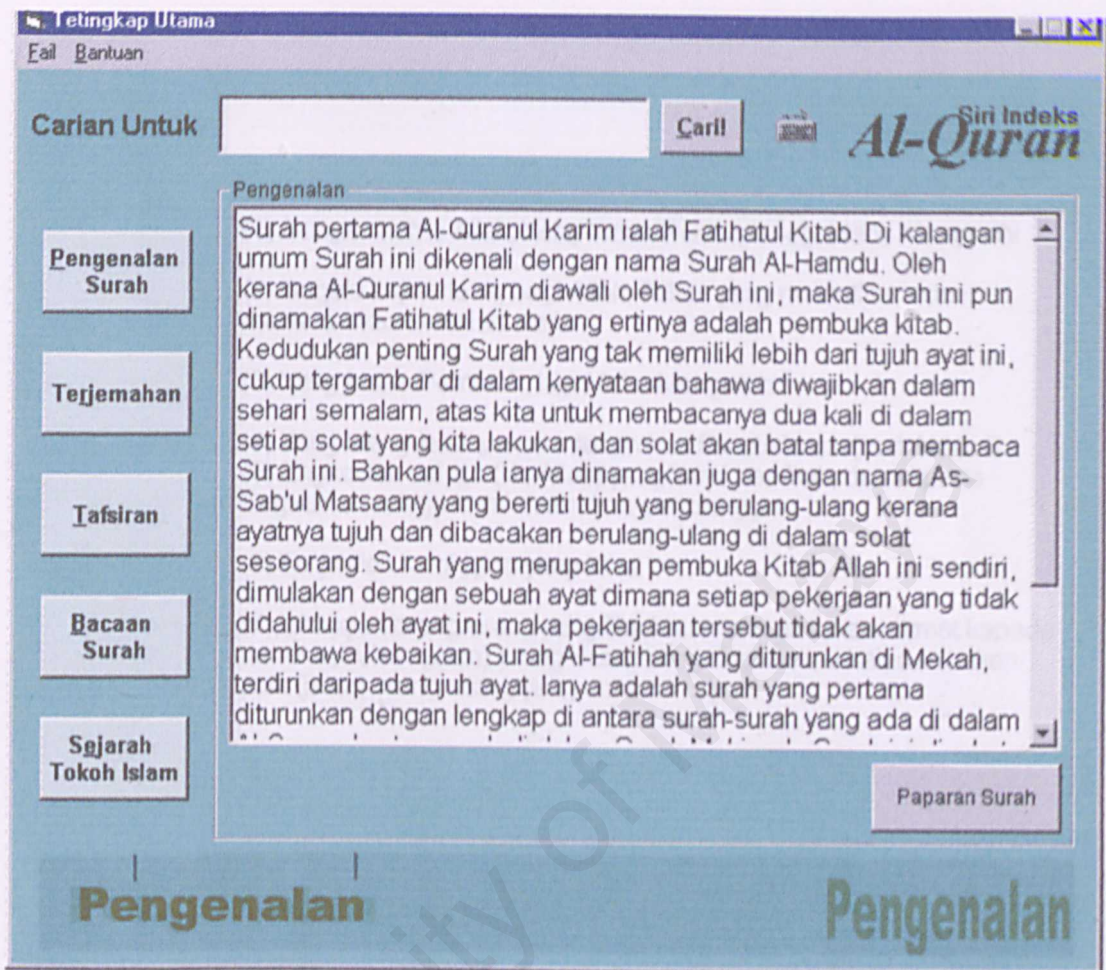 Tetingkap Utama
Fail Bantuan
Carian Untuk
Cari!
Siri Indeks
Al-Quran
Pengenalan
Surah pertama Al-Quranul Karim ialah Fatihatul Kitab. Di kalangan
umum Surah ini dikenali dengan nama Surah Al-Hamdu. Oleh
kerana Al-Quranul Karim diawali oleh Surah ini, maka Surah ini pun
dinamakan Fatihatul Kitab yang ertinya adalah pembuka kitab.
Kedudukan penting Surah yang tak memiliki lebih dari tujuh ayat ini,
cukup tergambar di dalam kenyataan bahawa diwajibkan dalam
sehari semalam, atas kita untuk membacanya dua kali di dalam
setiap solat yang kita lakukan, dan solat akan batal tanpa membaca
Surah ini. Bahkan pula ianya dinamakan juga dengan nama As-
Sab'ul Matsaany yang bererti tujuh yang berulang-ulang kerana
ayatnya tujuh dan dibacakan berulang-ulang di dalam solat
seseorang. Surah yang merupakan pembuka Kitab Allah ini sendiri,
dimulakan dengan sebuah ayat dimana setiap pekerjaan yang tidak
didahului oleh ayat ini, maka pekerjaan tersebut tidak akan
membawa kebaikan. Surah Al-Fatihah yang diturunkan di Mekah,
terdiri daripada tujuh ayat. Ianya adalah surah yang pertama
diturunkan dengan lengkap di antara surah-surah yang ada di dalam
Pengenalan
Surah
Terjemahan
Tafsiran
Bacaan
Surah
Sejarah
Tokoh Islam
Paparan Surah
Pengenalan
Pengenalan
ity of Malaya